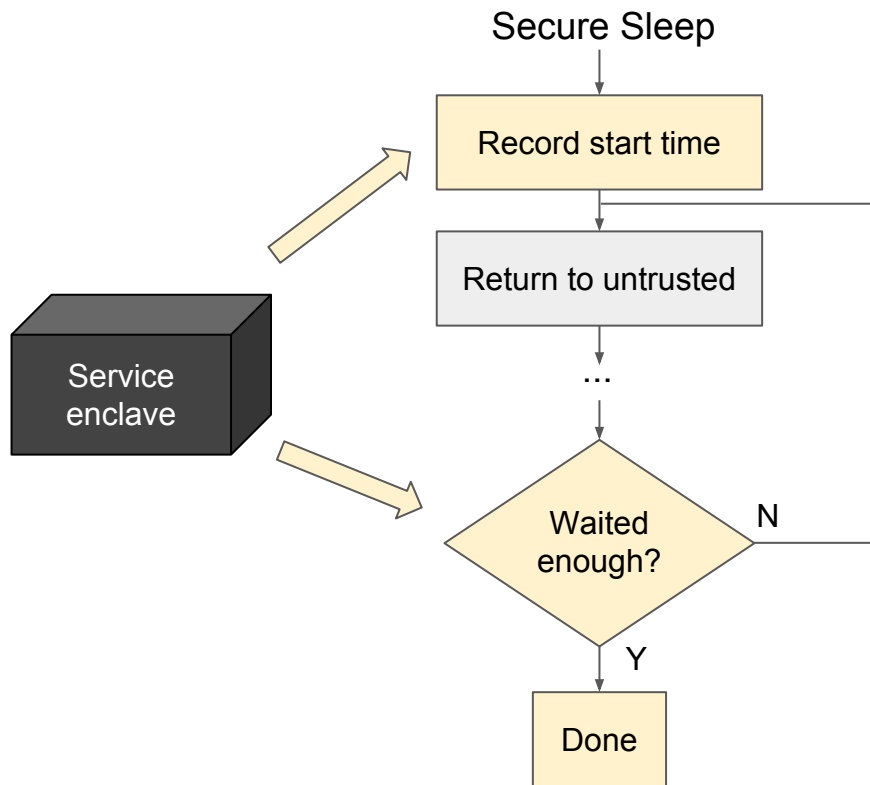 Secure Sleep
Record start time
Return to untrusted
...
Service
enclave
Waited
enough?
N
Y
Done